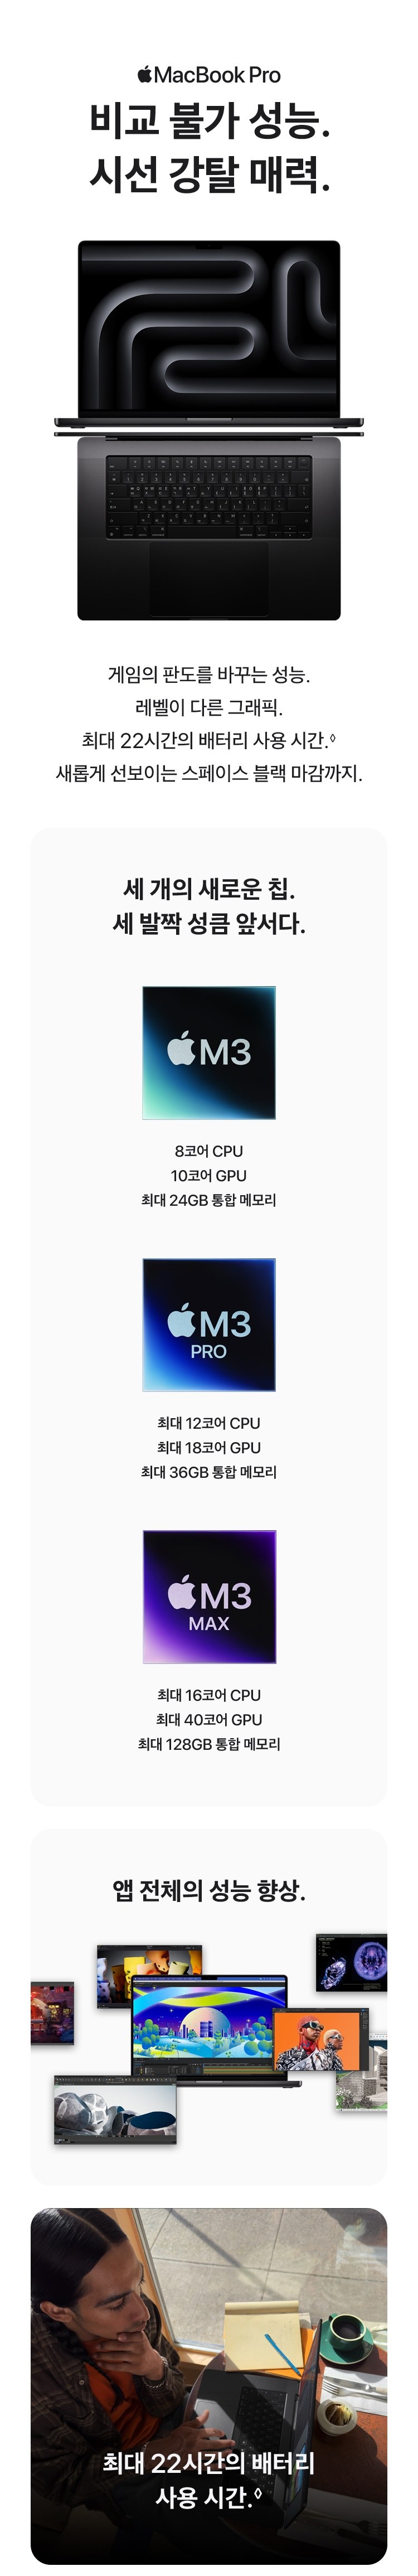 MacBook Pro
비교 불가 성능.
시선 강탈 매력.
게임의 판도를 바꾸는 성능.
레벨이 다른 그래픽.
최대 22시간의 배터리 사용 시간.◊
새롭게 선보이는 스페이스 블랙 마감까지.
세 개의 새로운 칩.
세 발짝 성큼 앞서다.
M3
8코어 CPU
10코어 GPU
최대 24GB 통합 메모리
M3
PRO
최대 12코어 CPU
최대 18코어 GPU
최대 36GB 통합 메모리
M3
MAX
최대 16코어 CPU
최대 40코어 GPU
최대 128GB 통합 메모리
앱 전체의 성능 향상.
최대 22시간의 배터리
사용 시간.◊